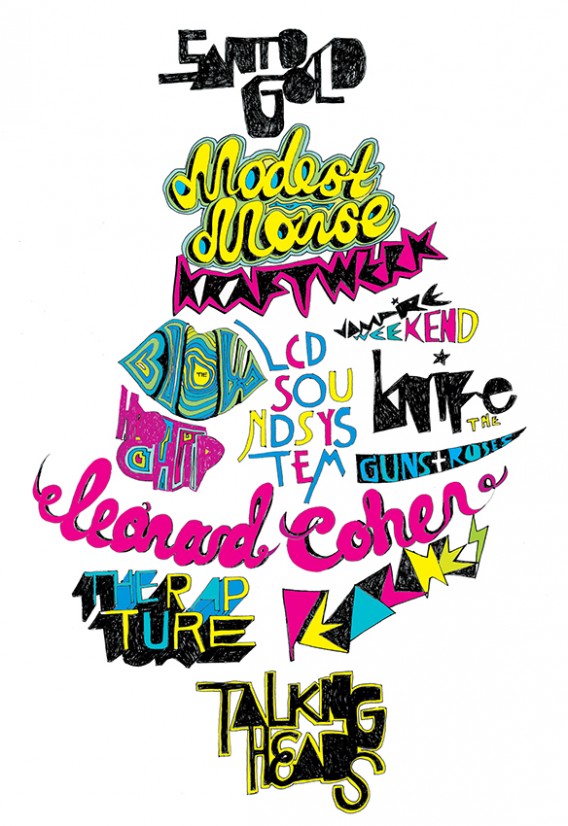 SANTO
GOLD
Modest
Mouse
KRAFTWERK
VAMPIRE
WEEKEND
THE
BLOW
LCD
SOU
NDSYS
TEM
KNIFE
THE
HOT
CHIP
GUNS+ROSES
Leonard Cohen
THE RAP
TURE
TALKING
HEADS